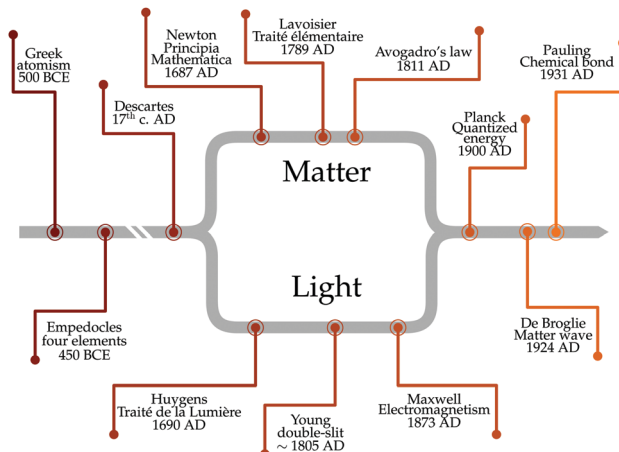 Greek
atomism
500 BCE
Descartes
17th c. AD
Newton
Principia
Mathematica
1687 AD
Lavoisier
Traité élémentaire
1789 AD
Avogadro's law
1811 AD
Planck
Quantized
energy
1900 AD
Pauling
Chemical bond
1931 AD
Matter
Light
Empedocles
four elements
450 BCE
Huygens
Traité de la Lumière
1690 AD
Young
double-slit
~ 1805 AD
Maxwell
Electromagnetism
1873 AD
De Broglie
Matter wave
1924 AD